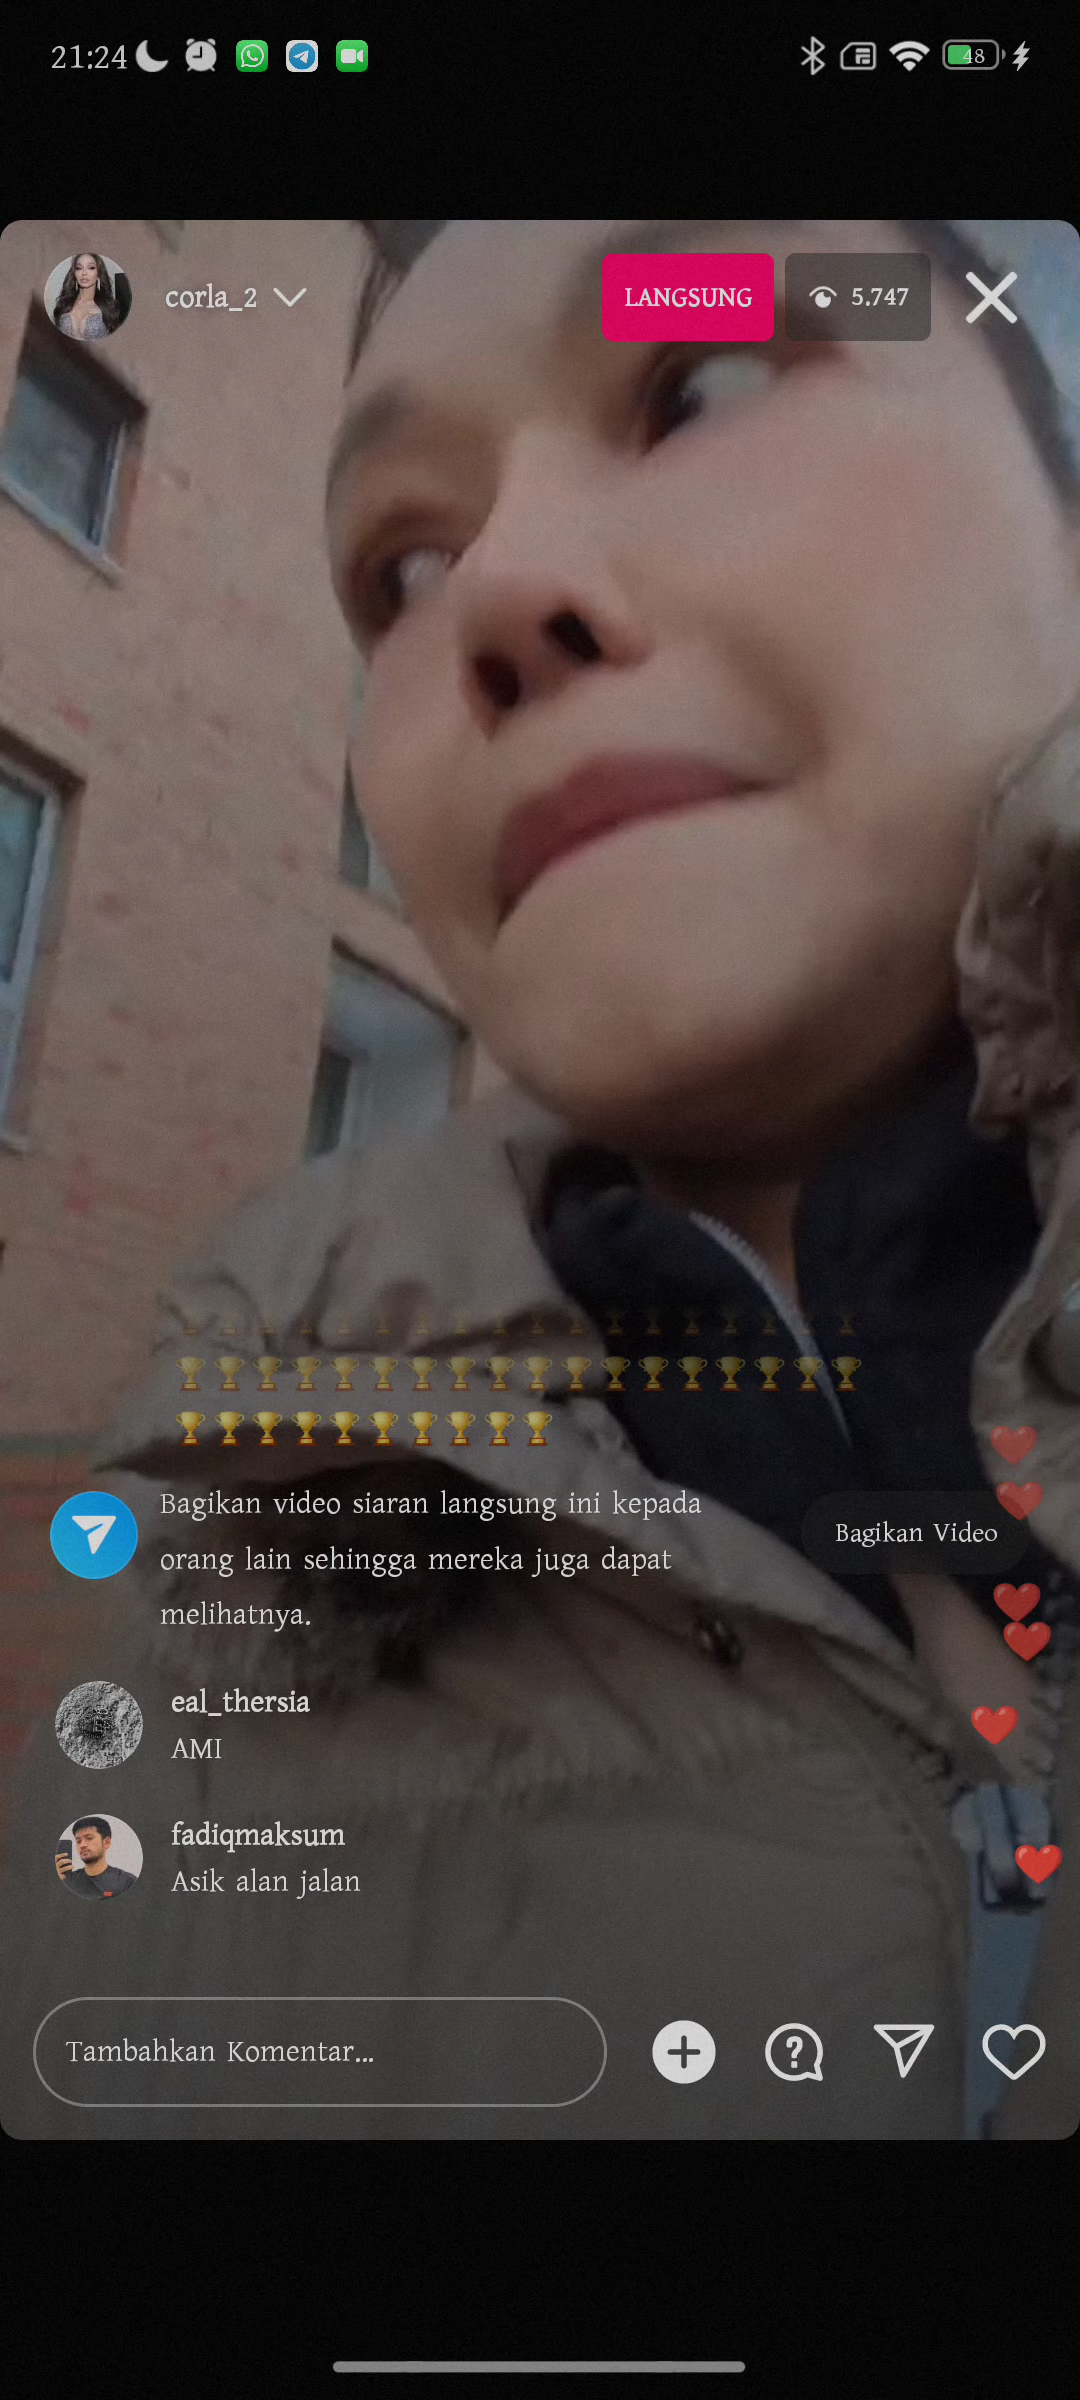 21:24
48
corla_2
LANGSUNG
5.747
🏆🏆🏆🏆🏆🏆🏆🏆🏆🏆🏆🏆🏆🏆🏆🏆🏆🏆
🏆🏆🏆🏆🏆🏆🏆🏆🏆🏆🏆🏆🏆🏆🏆🏆🏆🏆
🏆🏆🏆🏆🏆🏆🏆🏆🏆🏆
Bagikan video siaran langsung ini kepada
orang lain sehingga mereka juga dapat
melihatnya.
Bagikan Video
eal_thersia
AMI
fadiqmaksum
Asik alan jalan
Tambahkan Komentar...